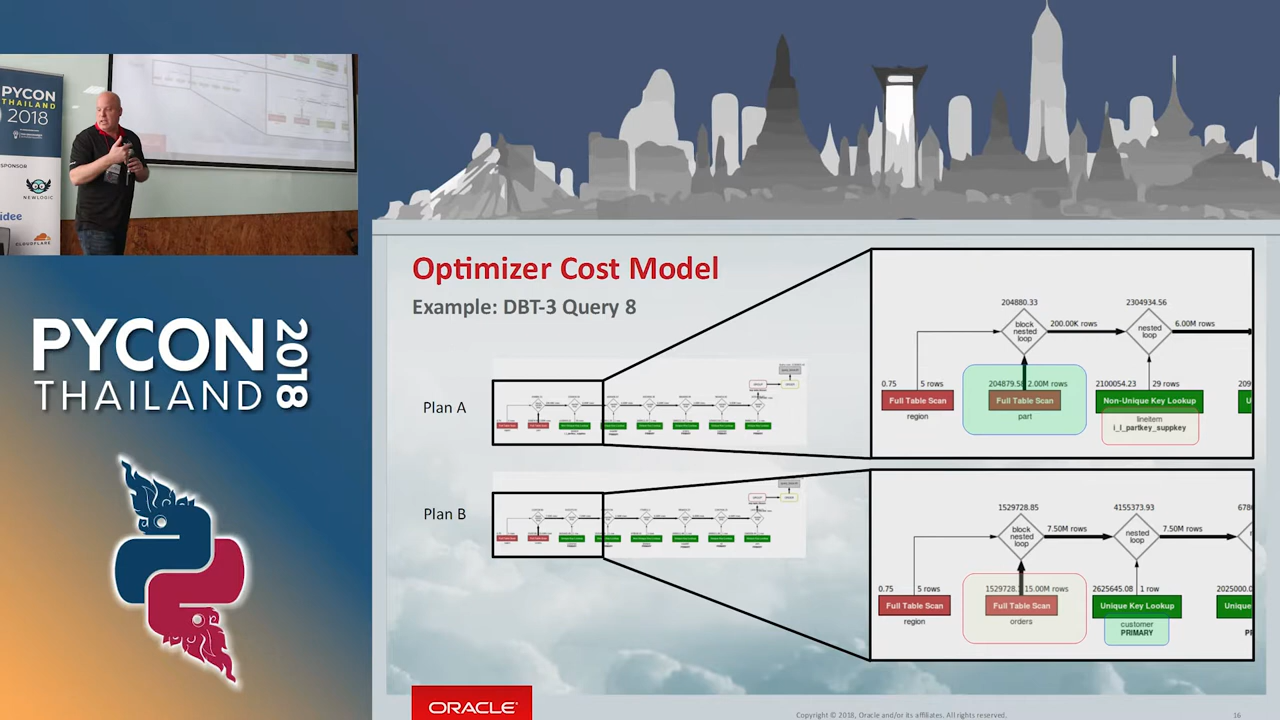 PYCON
THAILAND
2018
SPONSOR
NEWLOGIC
idee
CLOUDFLARE
PYCON
THAILAND
2018
Optimizer Cost Model
Example: DBT-3 Query 8
Plan A
Plan B
204880.33
2304934.56
block
nested
loop
200.00K rows
nested
loop
6.00M rows
0.75
5 rows
2.00M rows
2100054.23
29 rows
209
Full Table Scan
Full Table Scan
Non-Unique Key Lookup
U
region
part
lineitem
i_l_partkey_suppkey
1529728.85
4155373.93
678
block
nested
loop
7.50M rows
nested
loop
7.50M rows
0.75
5 rows
15.00M rows
2625645.08
1 row
2025000.0
Full Table Scan
Full Table Scan
Unique Key Lookup
Unique
region
orders
customer
PRIMARY
ORACLE
Copyright © 2018, Oracle and/or its affiliates. All rights reserved.
16